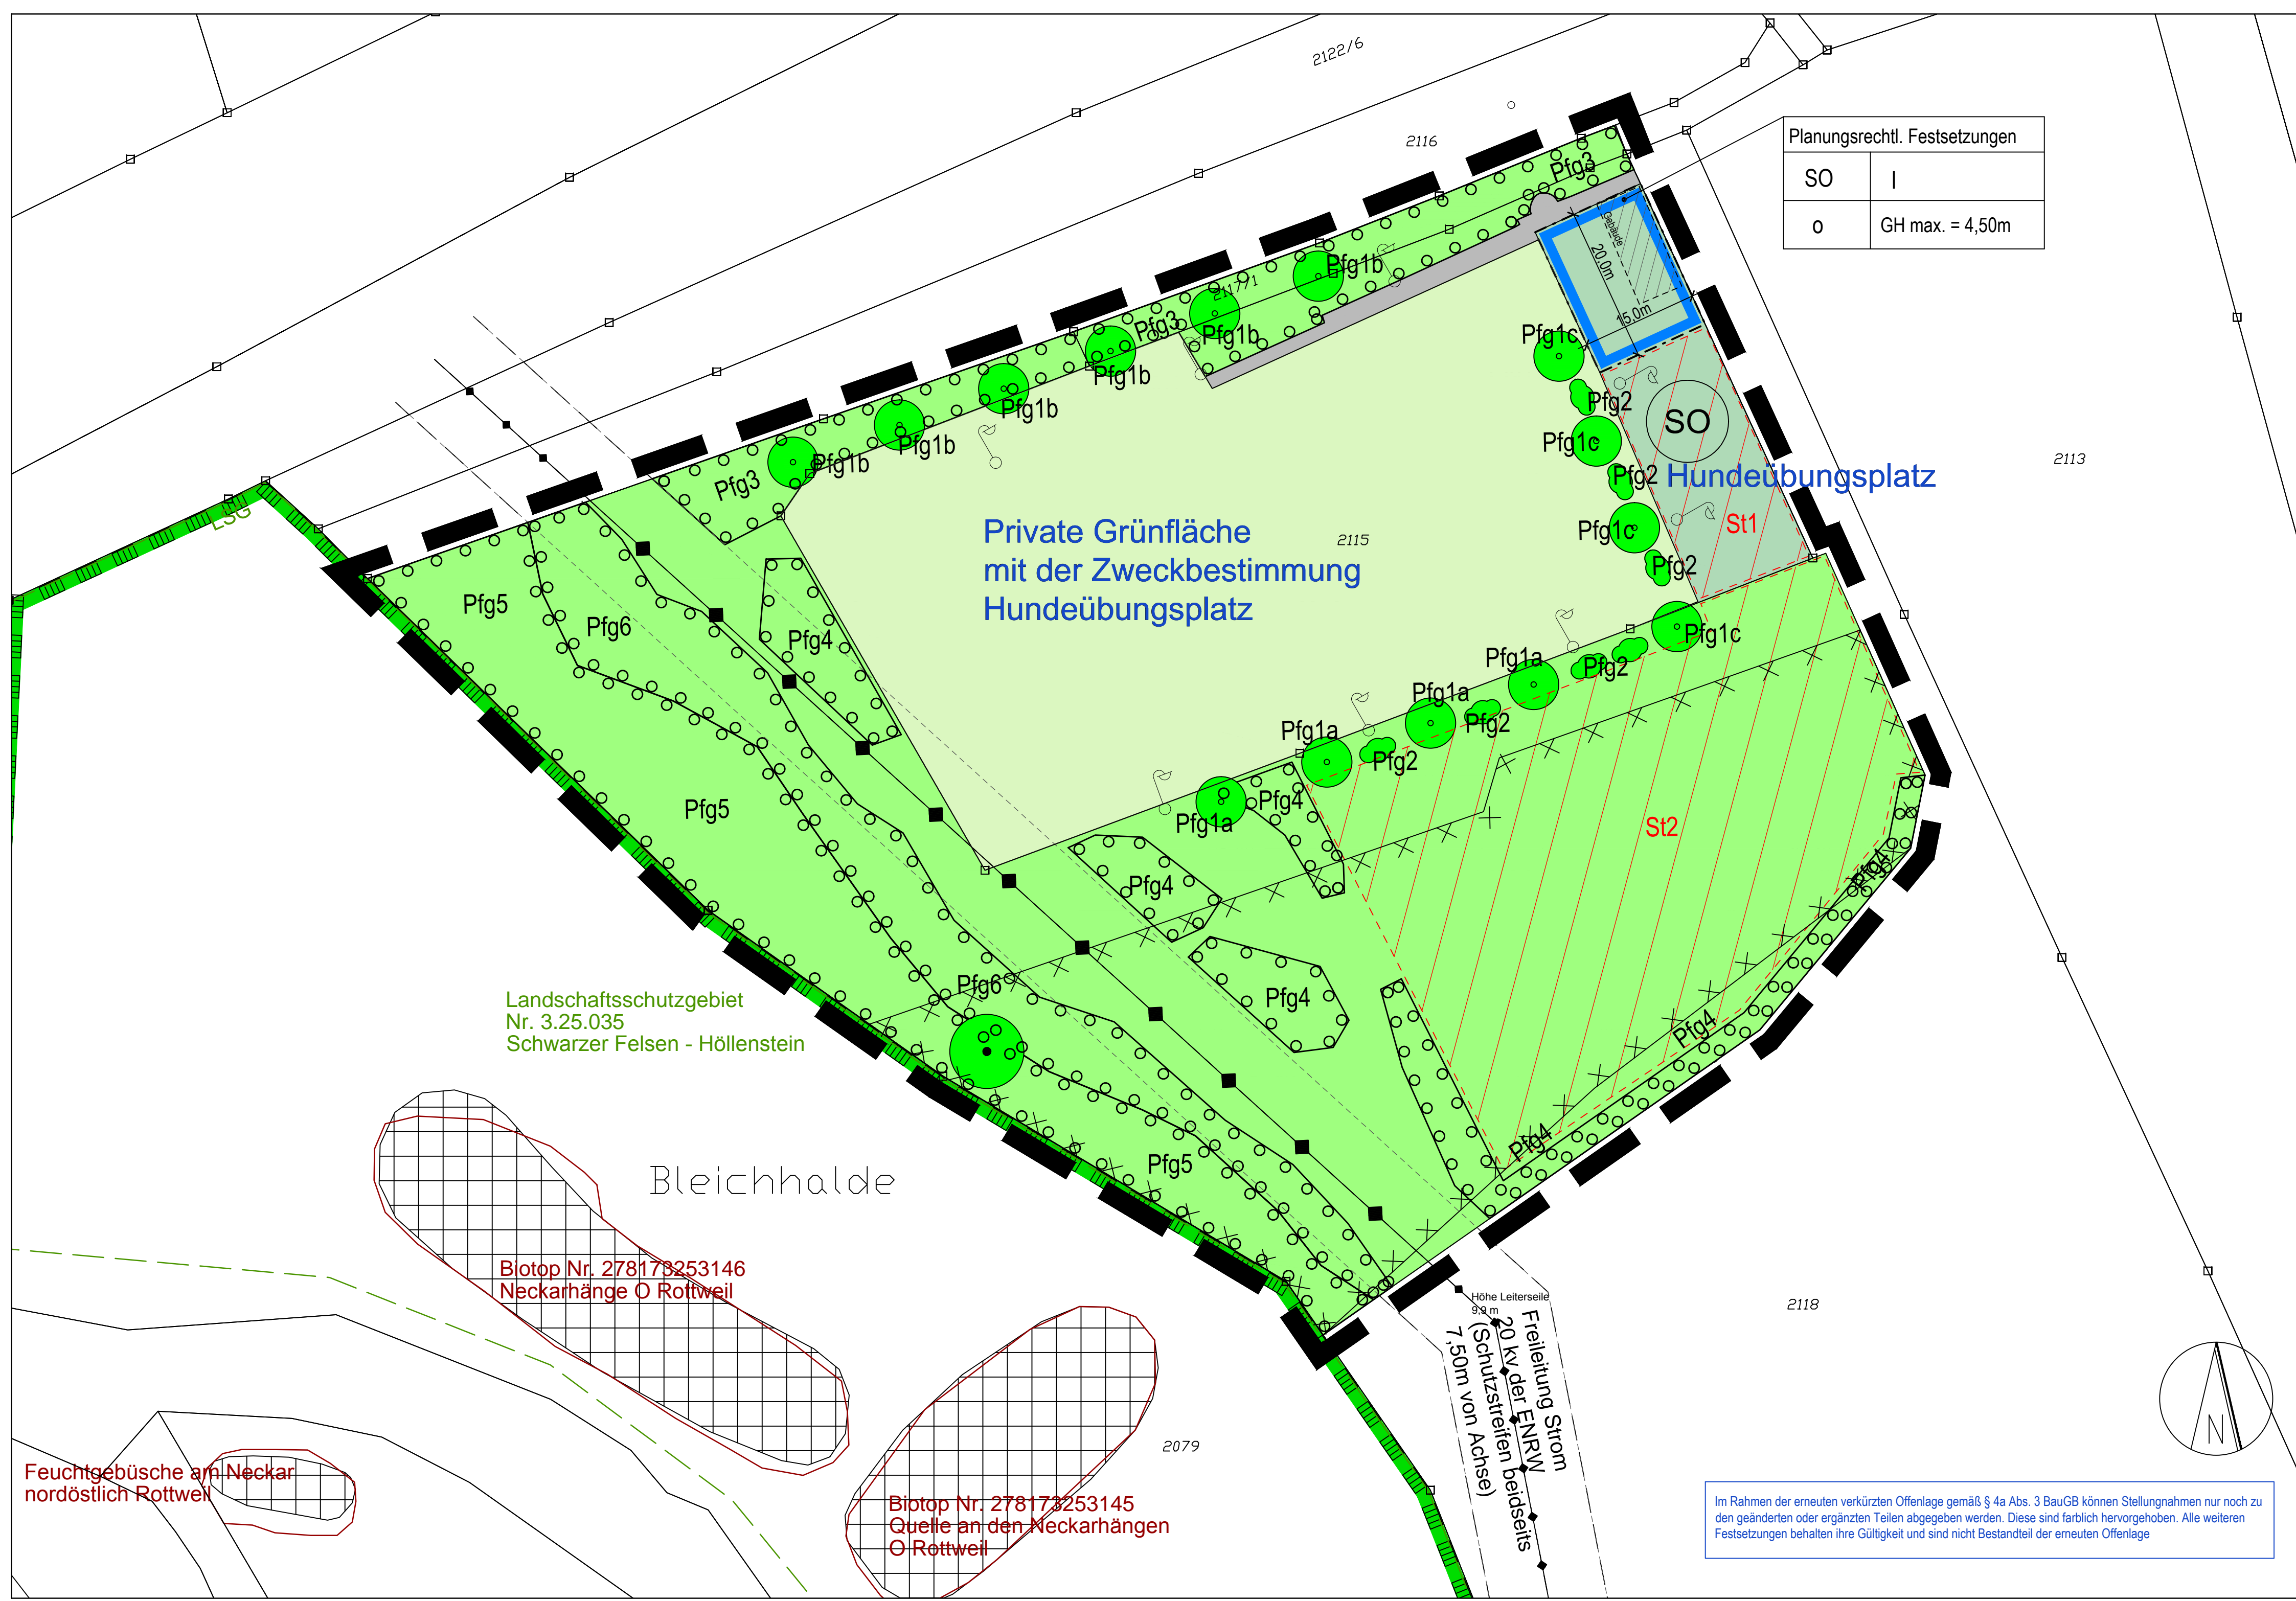 2122/6
2116
Planungsrechtl. Festsetzungen
SO
I
o
GH max. = 4,50m
Pfg3
Gebäude
20,0m
15,0m
Pfg1b
2117/1
Pfg1b
Pfg3
Pfg1b
Pfg1b
Pfg1b
Pfg1b
Pfg3
Pfg1c
Pfg2
SO
Pfg1c
Pfg2
Hundeübungsplatz
2113
Pfg1c
St1
Pfg2
LSG
Private Grünfläche
mit der Zweckbestimmung
Hundeübungsplatz
2115
Pfg5
Pfg6
Pfg4
Pfg1c
Pfg1a
Pfg2
Pfg1a
Pfg2
Pfg1a
Pfg2
Pfg4
Pfg1a
Pfg5
St2
Pfg4
Pfg4
Pfg6
Pfg4
Pfg4
Landschaftsschutzgebiet
Nr. 3.25.035
Schwarzer Felsen - Höllenstein
Pfg4
Pfg5
Bleichhalde
Biotop Nr. 278173253146
Neckarhänge O Rottweil
Höhe Leiterseile
9,9 m
Freileitung Strom
20 kv der ENRW
(Schutzstreifen beidseits
7,50m von Achse)
2118
2079
N
Feuchtgebüsche am Neckar
nordöstlich Rottweil
Biotop Nr. 278173253145
Quelle an den Neckarhängen
O Rottweil
Im Rahmen der erneuten verkürzten Offenlage gemäß § 4a Abs. 3 BauGB können Stellungnahmen nur noch zu
den geänderten oder ergänzten Teilen abgegeben werden. Diese sind farblich hervorgehoben. Alle weiteren
Festsetzungen behalten ihre Gültigkeit und sind nicht Bestandteil der erneuten Offenlage